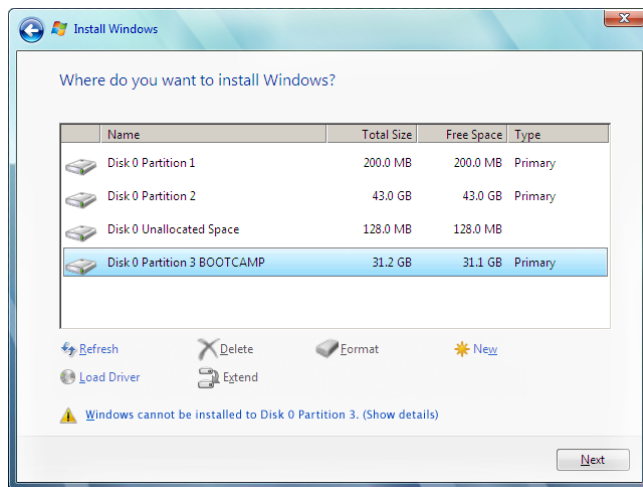 Install Windows
Where do you want to install Windows?
Name Total Size Free Space Type
Disk 0 Partition 1 200.0 MB 200.0 MB Primary
Disk 0 Partition 2 43.0 GB 43.0 GB Primary
Disk 0 Unallocated Space 128.0 MB 128.0 MB
Disk 0 Partition 3 BOOTCAMP 31.2 GB 31.1 GB Primary
Refresh Delete Format New
Load Driver Extend
Windows cannot be installed to Disk 0 Partition 3. (Show details)
Next